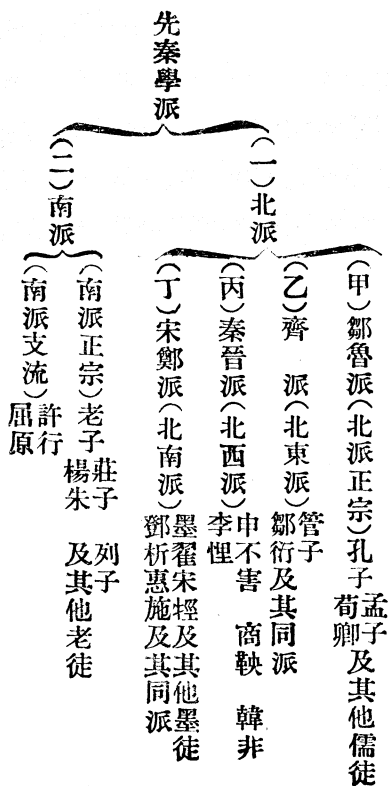 先秦學派
（一）北派
（甲）鄒魯派（北派正宗）孔子
孟子
荀卿
及其他儒徒
（乙）齊　派（北東派）
管子
鄒衍及其同派
（丙）秦晉派（北西派）
申不害　商鞅　韓非
李悝
（丁）宋鄭派（北南派）
墨翟宋牼及其他墨徒
鄧析惠施及其同派
（二）南派
（南派正宗）老子
莊子　列子
楊朱　及其他老徒
（南派支流）
許行
屈原